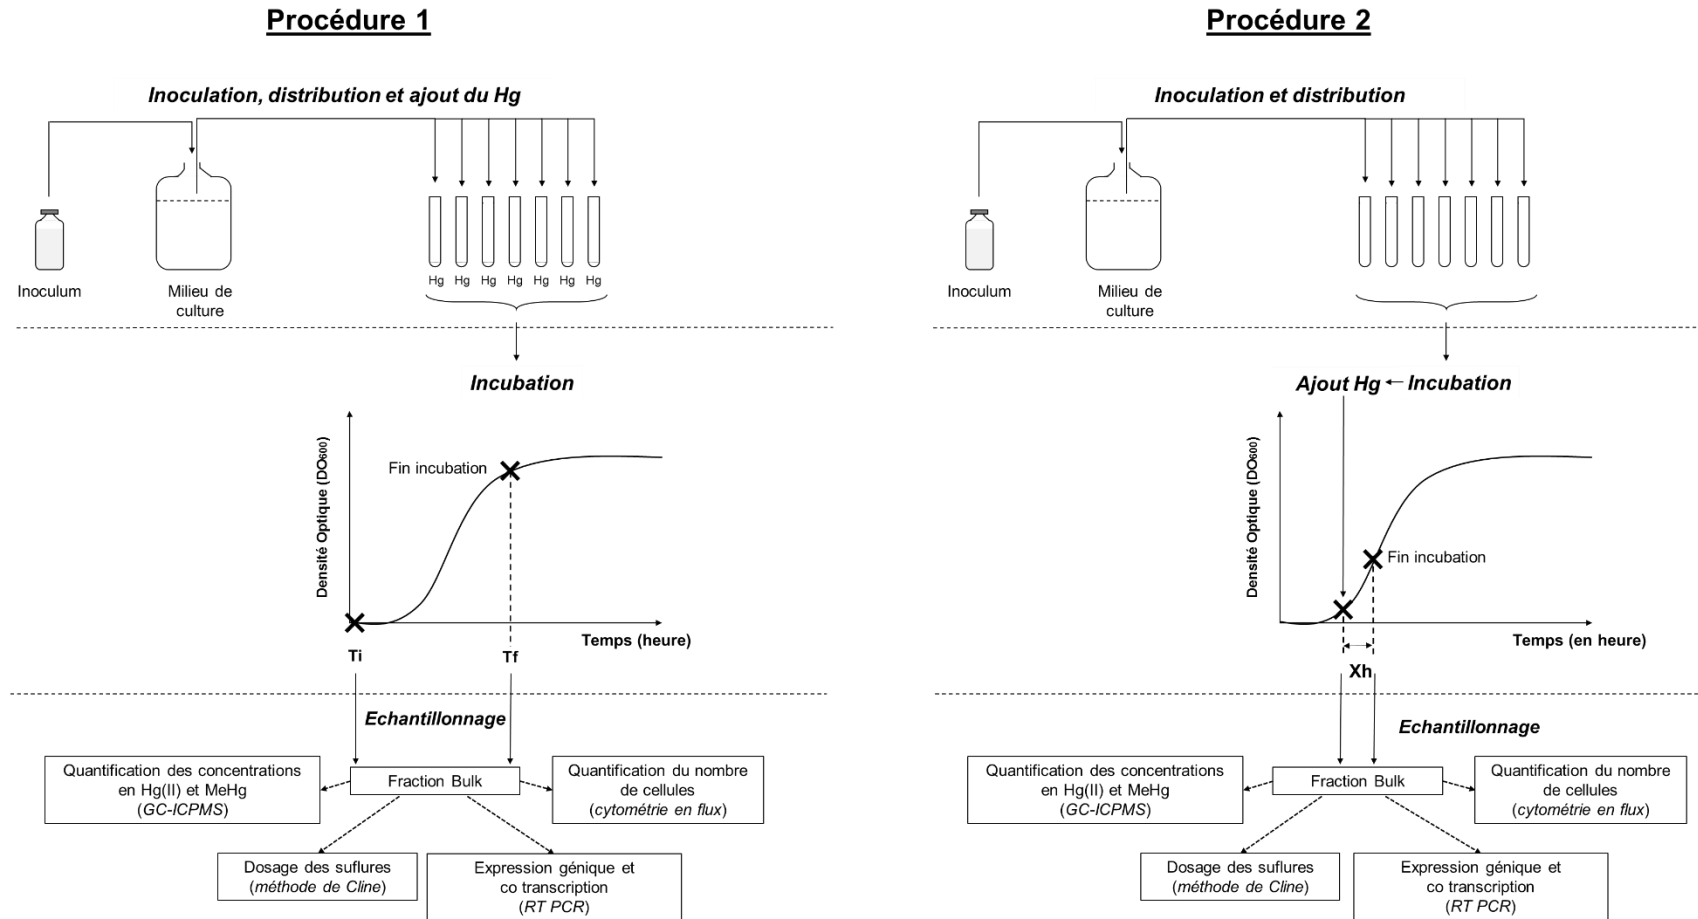 Procédure 1
Inoculation, distribution et ajout du Hg
Hg Hg Hg Hg Hg Hg Hg
Inoculum
Milieu de
culture
Incubation
Densité Optique (DO600)
Fin incubation
Temps (heure)
Ti
Tf
Echantillonnage
Quantification des concentrations
en Hg(II) et MeHg
(GC-ICPMS)
Fraction Bulk
Quantification du nombre
de cellules
(cytométrie en flux)
Dosage des suflures
(méthode de Cline)
Expression génique et
co transcription
(RT PCR)
Procédure 2
Inoculation et distribution
Inoculum
Milieu de
culture
Ajout Hg
Incubation
Densité Optique (DO600)
Fin incubation
Temps (en heure)
Xh
Echantillonnage
Quantification des concentrations
en Hg(II) et MeHg
(GC-ICPMS)
Fraction Bulk
Quantification du nombre
de cellules
(cytométrie en flux)
Dosage des suflures
(méthode de Cline)
Expression génique et
co transcription
(RT PCR)